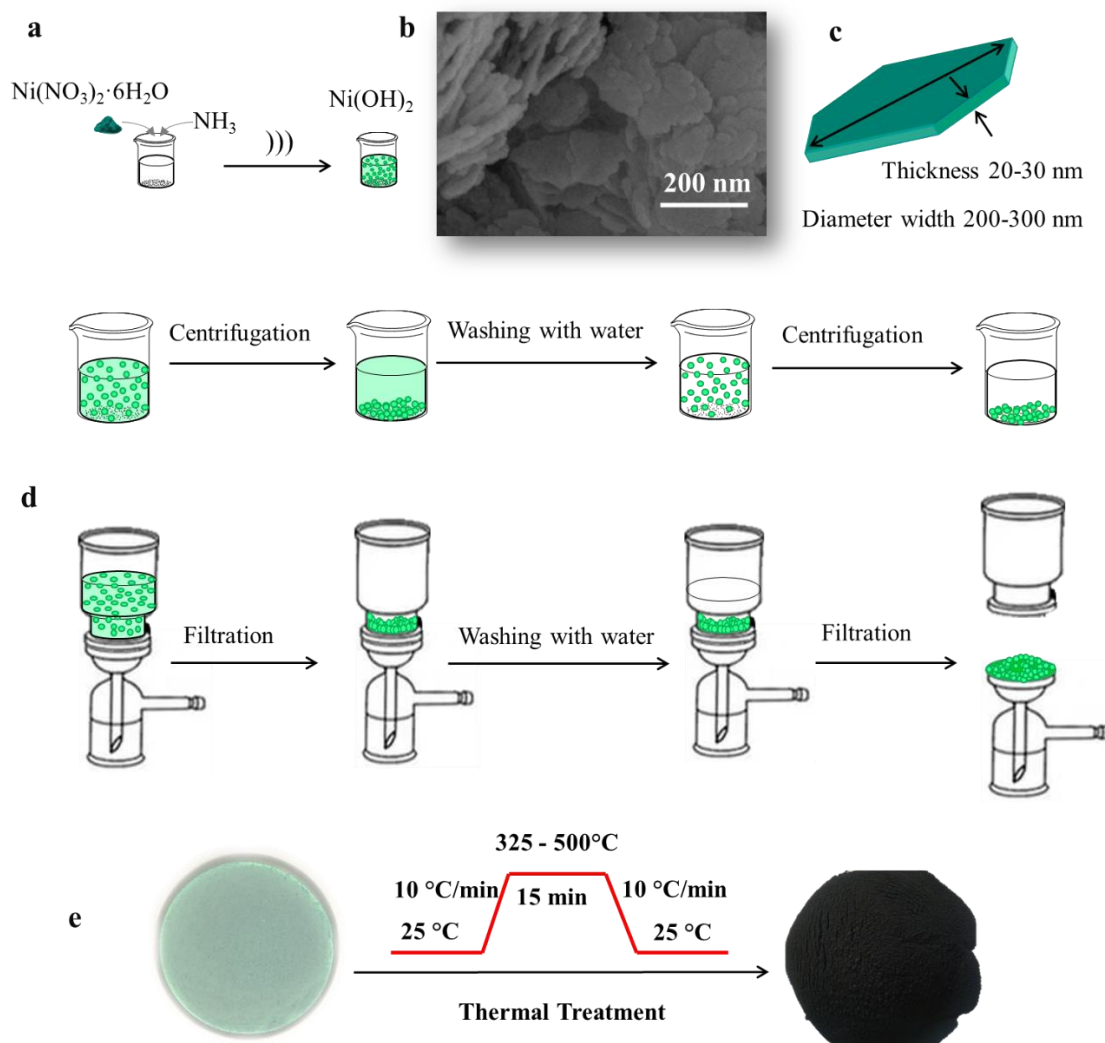 a
b
c
Ni(NO₃)₂·6H₂O
NH₃
)))
Ni(OH)₂
200 nm
Thickness 20-30 nm
Diameter width 200-300 nm
Centrifugation
Washing with water
Centrifugation
d
Filtration
Washing with water
Filtration
e
325 - 500°C
10 °C/min
15 min
10 °C/min
25 °C
25 °C
Thermal Treatment